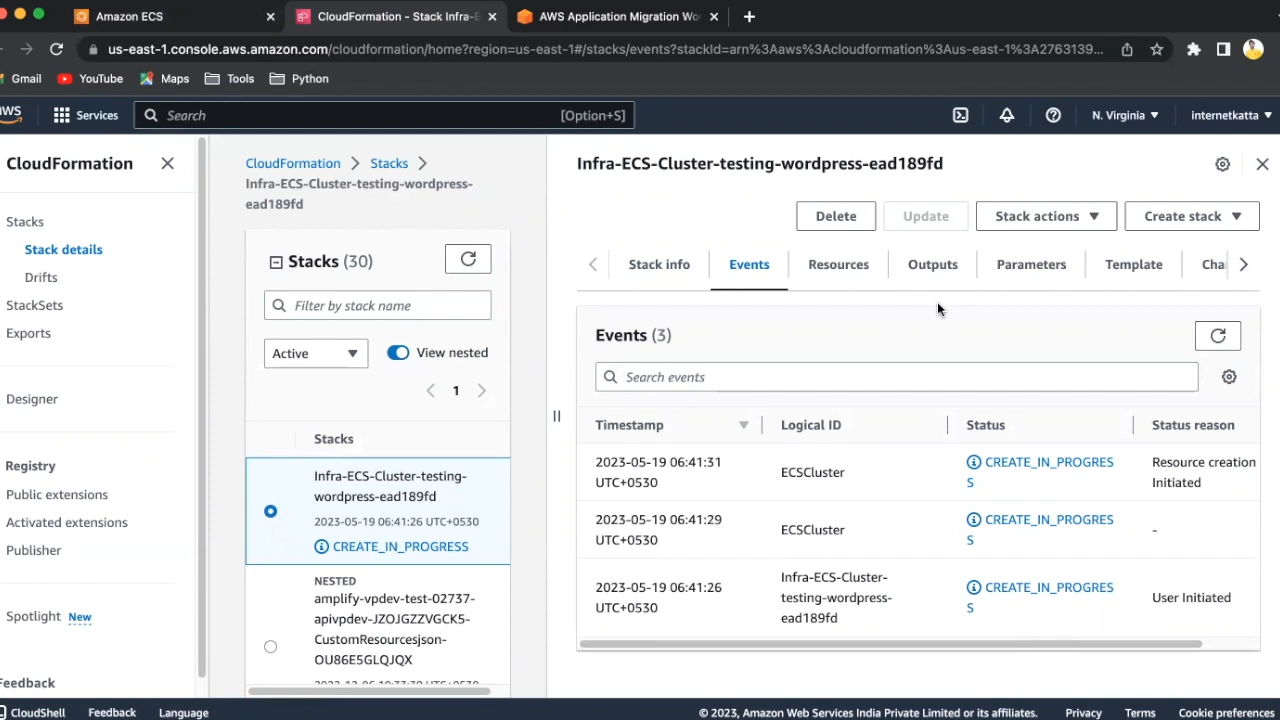 Amazon ECS
CloudFormation - Stack Infra-E
AWS Application Migration Wo
us-east-1.console.aws.amazon.com/cloudformation/home?region=us-east-1#/stacks/events?stackId=arn%3Aaws%3Acloudformation%3Aus-east-1%3A2763139...
Gmail YouTube Maps Tools Python
aws Services Search [Option+S] N. Virginia internetkatta
CloudFormation
Stacks
Stack details
Drifts
StackSets
Exports
Designer
Registry
Public extensions
Activated extensions
Publisher
Spotlight New
Feedback
CloudFormation Stacks
Infra-ECS-Cluster-testing-wordpress-
ead189fd
Stacks (30)
Filter by stack name
Active View nested
1
Stacks
Infra-ECS-Cluster-testing-
wordpress-ead189fd
2023-05-19 06:41:26 UTC+0530
CREATE_IN_PROGRESS
NESTED
amplify-vpdev-test-02737-
apivpdev-JZOJGZZVGCK5-
CustomResourcesjson-
OU86E5GLQJQX
Infra-ECS-Cluster-testing-wordpress-ead189fd
Delete Update Stack actions Create stack
Stack info Events Resources Outputs Parameters Template Cha
Events (3)
Search events
Timestamp Logical ID Status Status reason
2023-05-19 06:41:31
UTC+0530
ECSCluster
CREATE_IN_PROGRES
S
Resource creation
Initiated
2023-05-19 06:41:29
UTC+0530
ECSCluster
CREATE_IN_PROGRES
S
-
2023-05-19 06:41:26
UTC+0530
Infra-ECS-Cluster-
testing-wordpress-
ead189fd
CREATE_IN_PROGRES
S
User Initiated
CloudShell Feedback Language © 2023, Amazon Web Services India Private Limited or its affiliates. Privacy Terms Cookie preferences